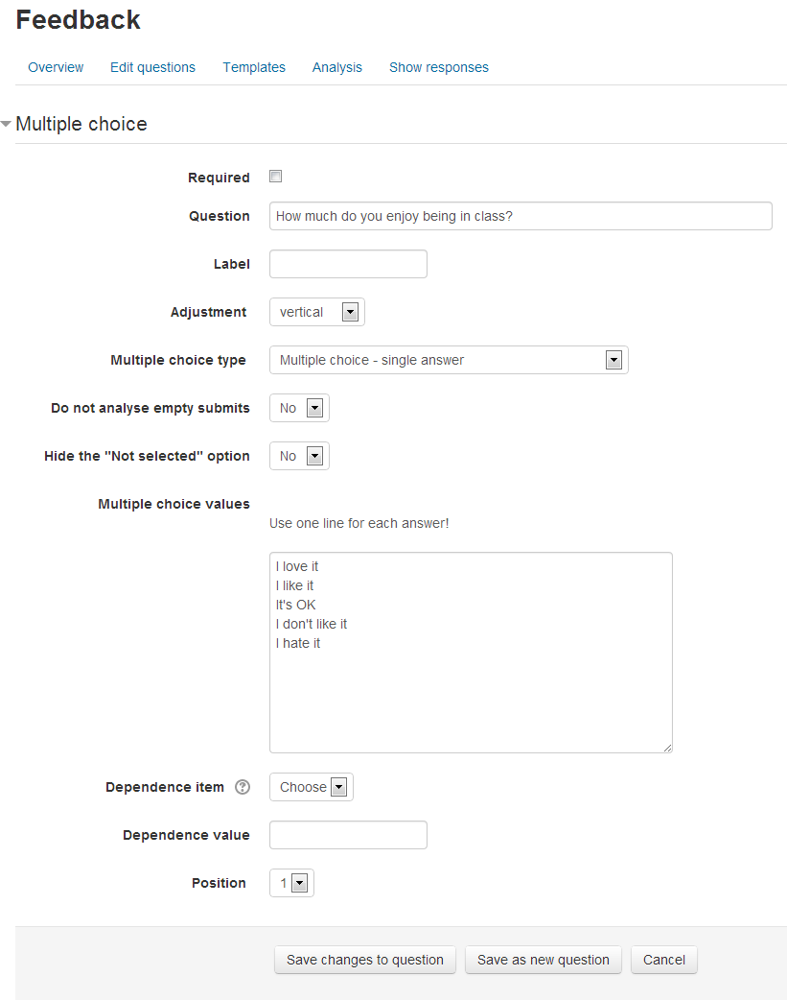 Feedback
Overview Edit questions Templates Analysis Show responses
Multiple choice
Required
Question How much do you enjoy being in class?
Label
Adjustment vertical
Multiple choice type Multiple choice - single answer
Do not analyse empty submits No
Hide the "Not selected" option No
Multiple choice values
Use one line for each answer!
I love it
I like it
It's OK
I don't like it
I hate it
Dependence item ? Choose
Dependence value
Position 1
Save changes to question Save as new question Cancel